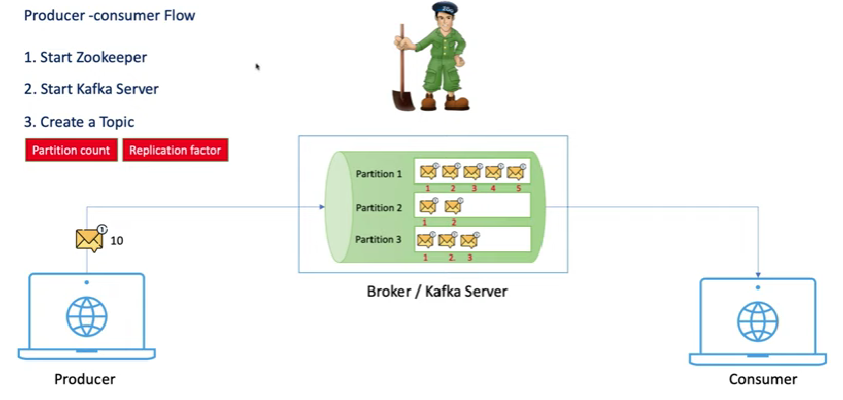 Producer -consumer Flow
1. Start Zookeeper
2. Start Kafka Server
3. Create a Topic
Partition count Replication factor
Partition 1
1 2 3 4 5
Partition 2
1 2
Partition 3
1 2. 3
10
Broker / Kafka Server
Producer
Consumer